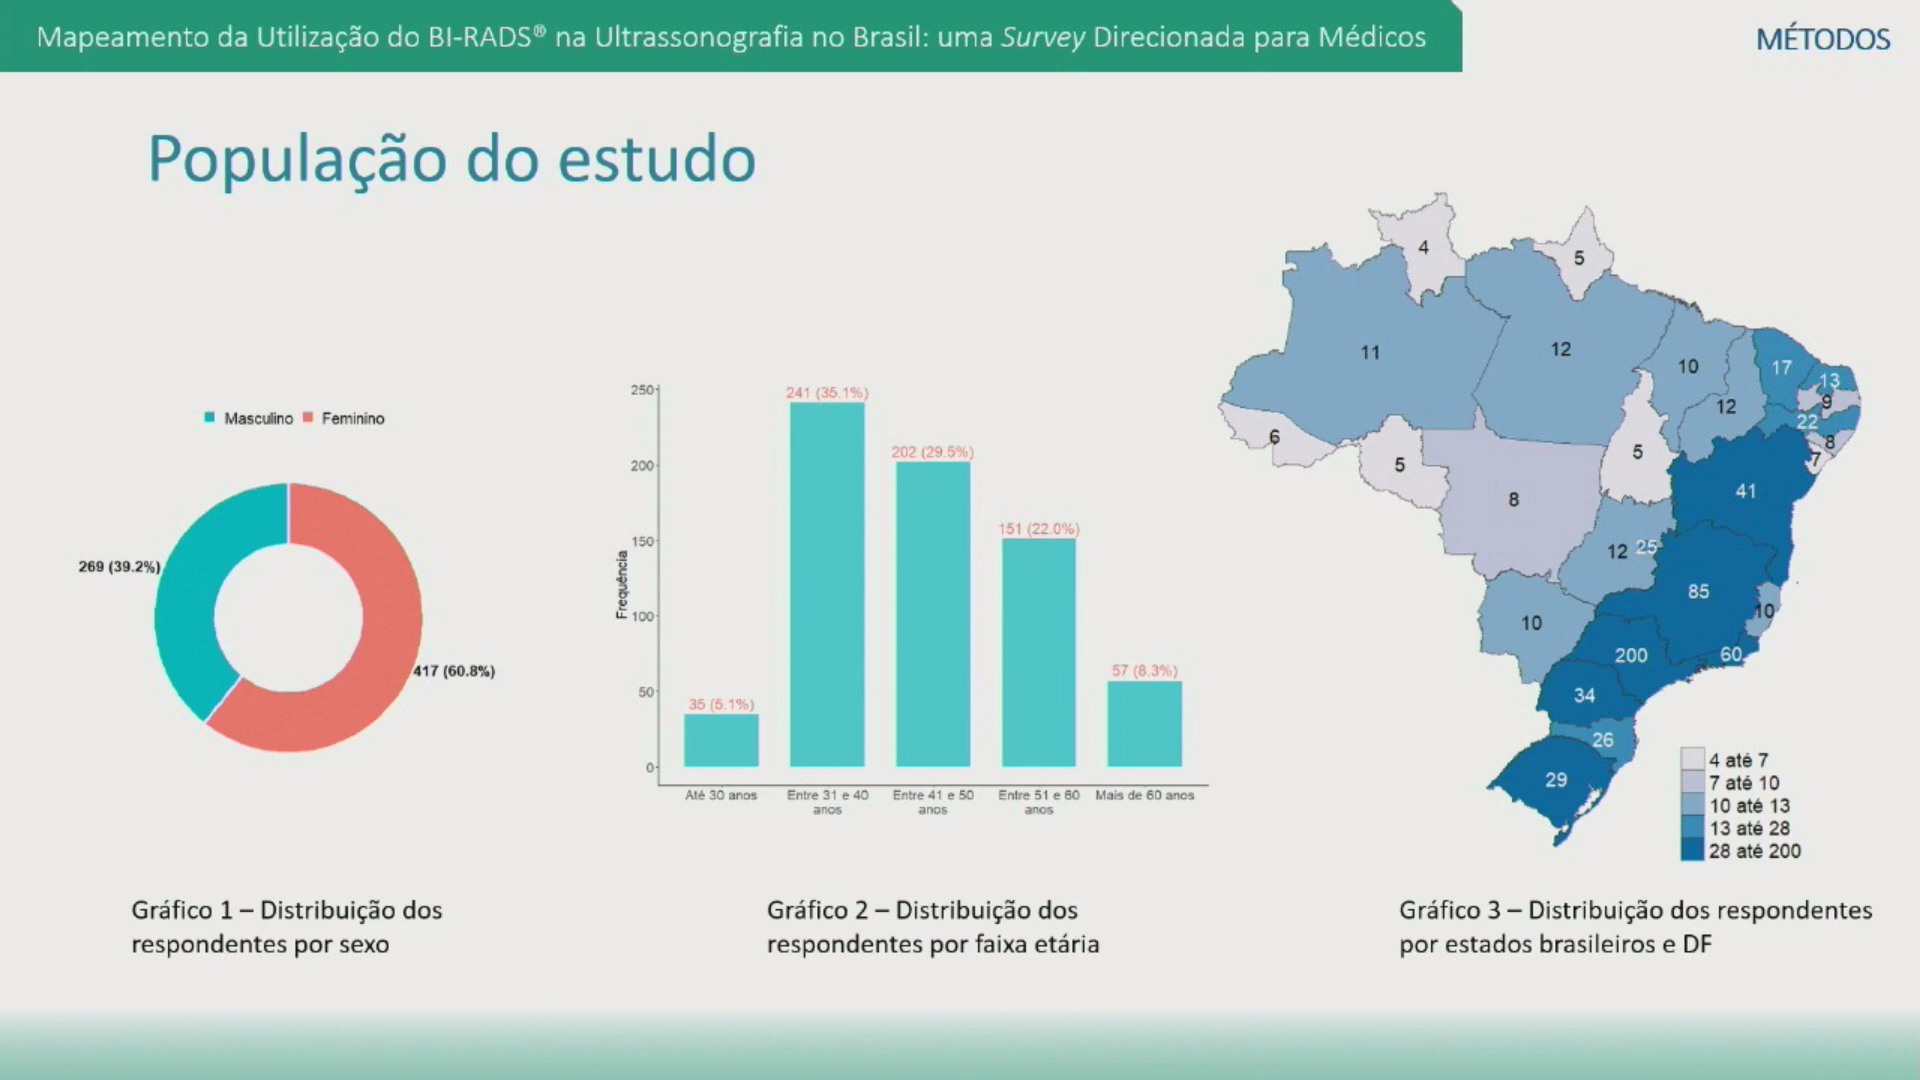 Mapeamento da Utilização do BI-RADS® na Ultrassonografia no Brasil: uma Survey Direcionada para Médicos
MÉTODOS
População do estudo
Masculino Feminino
269 (39.2%)
417 (60.8%)
Gráfico 1 – Distribuição dos
respondentes por sexo
Frequência
250
200
150
100
50
0
35 (5.1%)
241 (35.1%)
202 (29.5%)
151 (22.0%)
57 (8.3%)
Até 30 anos
Entre 31 e 40
anos
Entre 41 e 50
anos
Entre 51 e 60
anos
Mais de 60 anos
Gráfico 2 – Distribuição dos
respondentes por faixa etária
4
5
11
12
10
17
13
9
12
22
8
7
6
5
5
8
41
12
25
85
10
10
200
60
34
26
29
4 até 7
7 até 10
10 até 13
13 até 28
28 até 200
Gráfico 3 – Distribuição dos respondentes
por estados brasileiros e DF